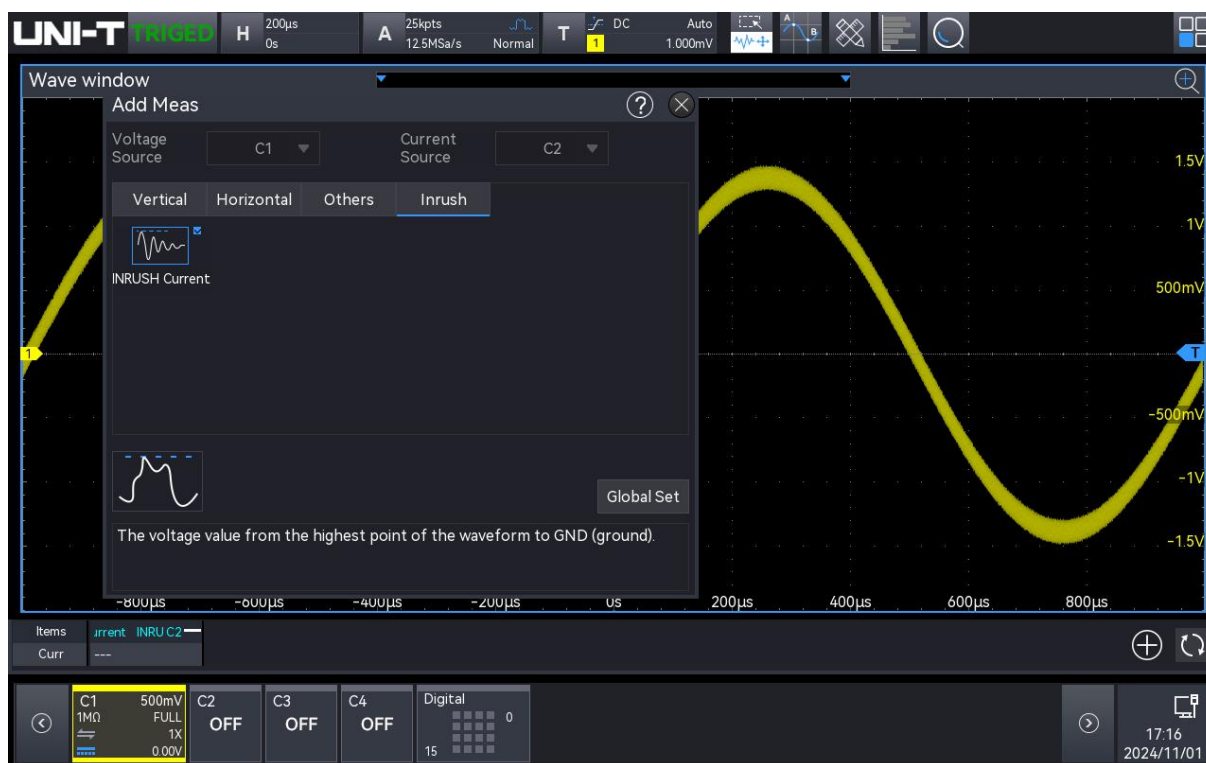 UNI-T TRIGED H 200µs 0s A 25kpts 12.5MSa/s Normal T DC 1 Auto 1.000mV A B
Wave window
Add Meas ?
Voltage Source C1 Current Source C2
Vertical Horizontal Others Inrush
INRUSH Current
Global Set
The voltage value from the highest point of the waveform to GND (ground).
1.5V
1V
500mV
1 T
-500mV
-1V
-1.5V
-800µs -600µs -400µs -200µs 0s 200µs 400µs 600µs 800µs
Items urrent INRU C2
Curr ---
C1 500mV
1MΩ FULL
1X
0.00V
C2
OFF
C3
OFF
C4
OFF
Digital
0
15
17:16
2024/11/01